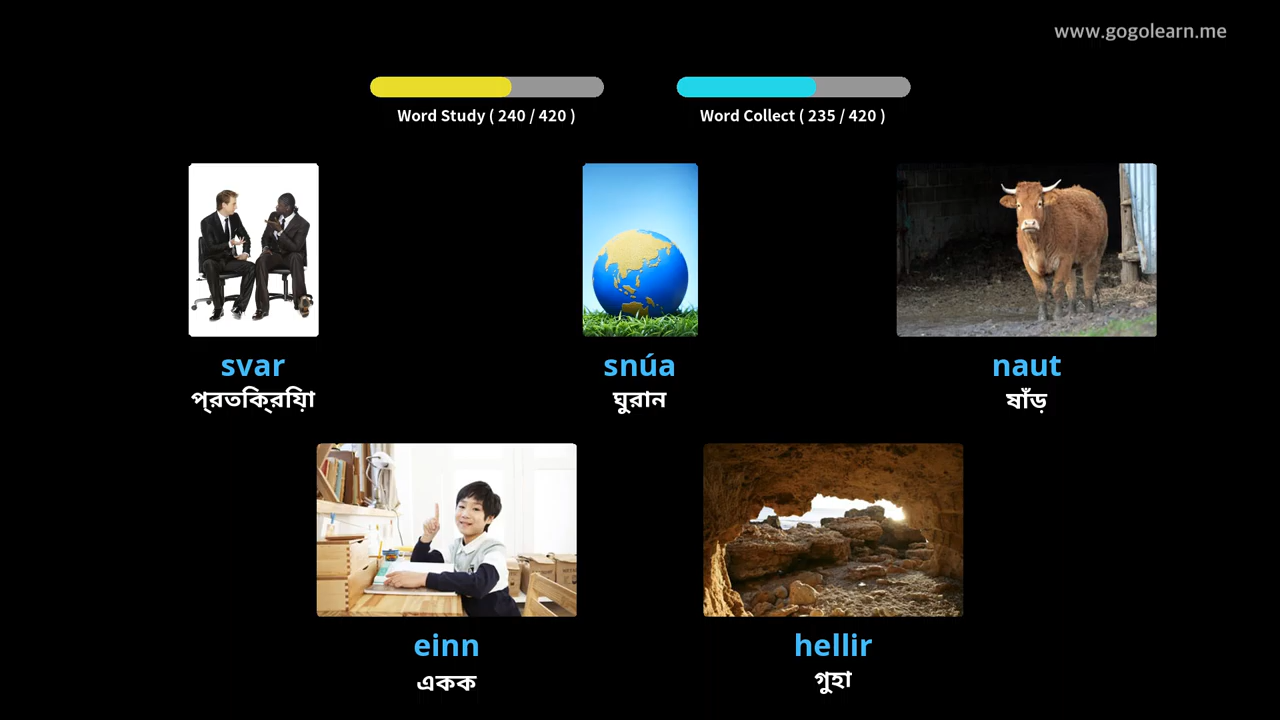 www.gogolearn.me
Word Study ( 240 / 420 )
Word Collect ( 235 / 420 )
svar
প্রতিক্রিয়া
snúa
ঘুরান
naut
ষাঁড়
einn
একক
hellir
গুহা